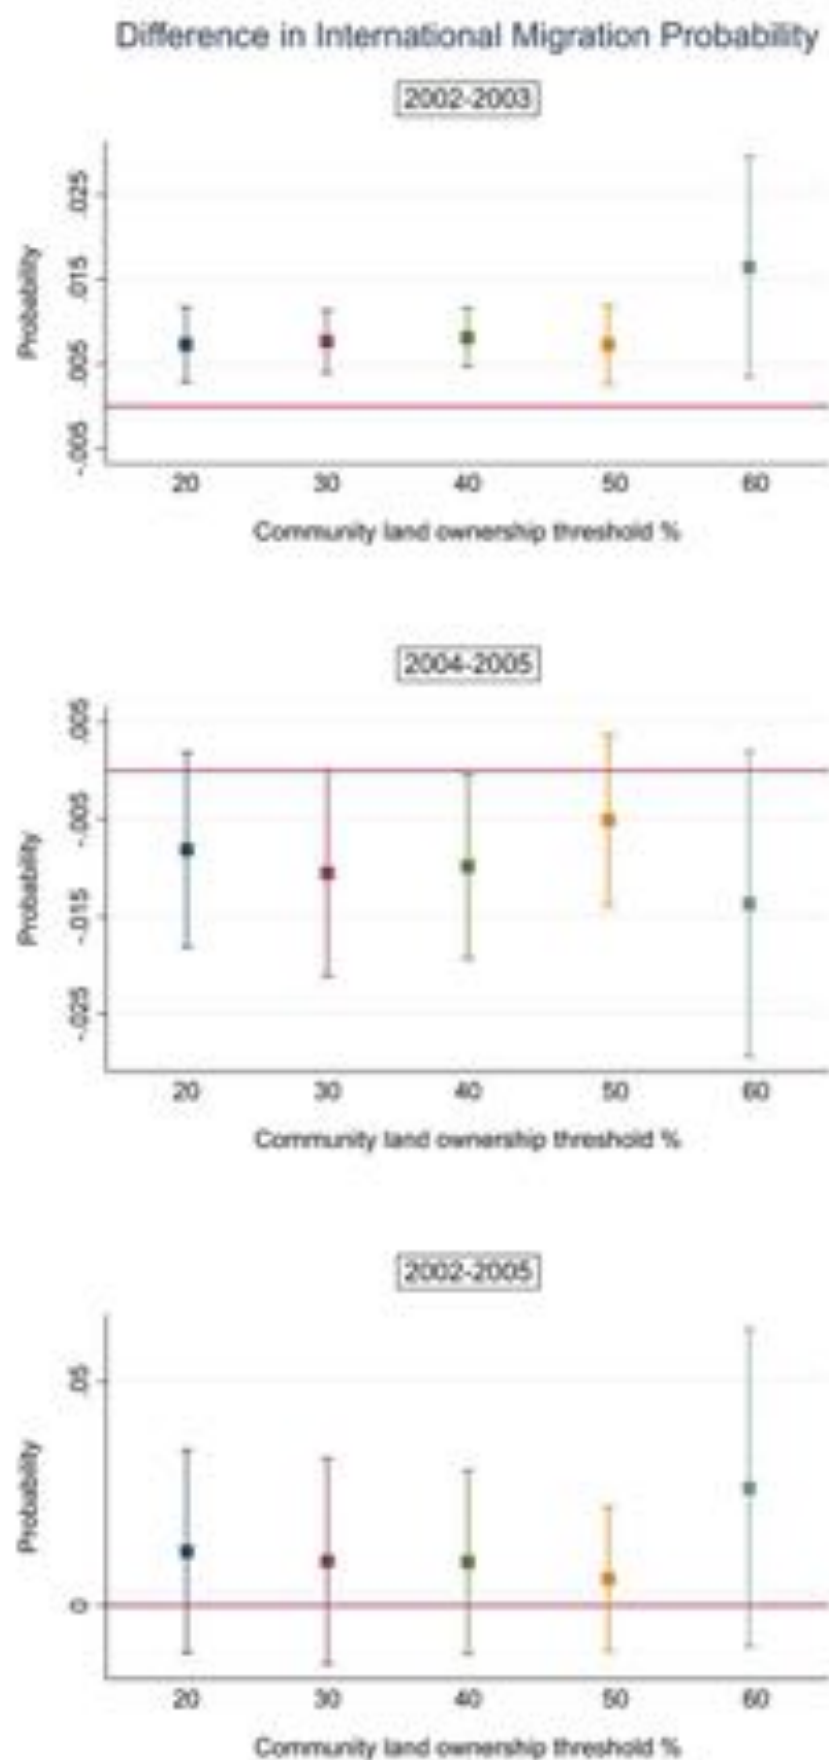 Difference in International Migration Probability
2002-2003
Probability
.025
.015
.005
-.005
20 30 40 50 60
Community land ownership threshold %
2004-2005
Probability
.005
-.005
-.015
-.025
20 30 40 50 60
Community land ownership threshold %
2002-2005
Probability
.05
0
20 30 40 50 60
Community land ownership threshold %